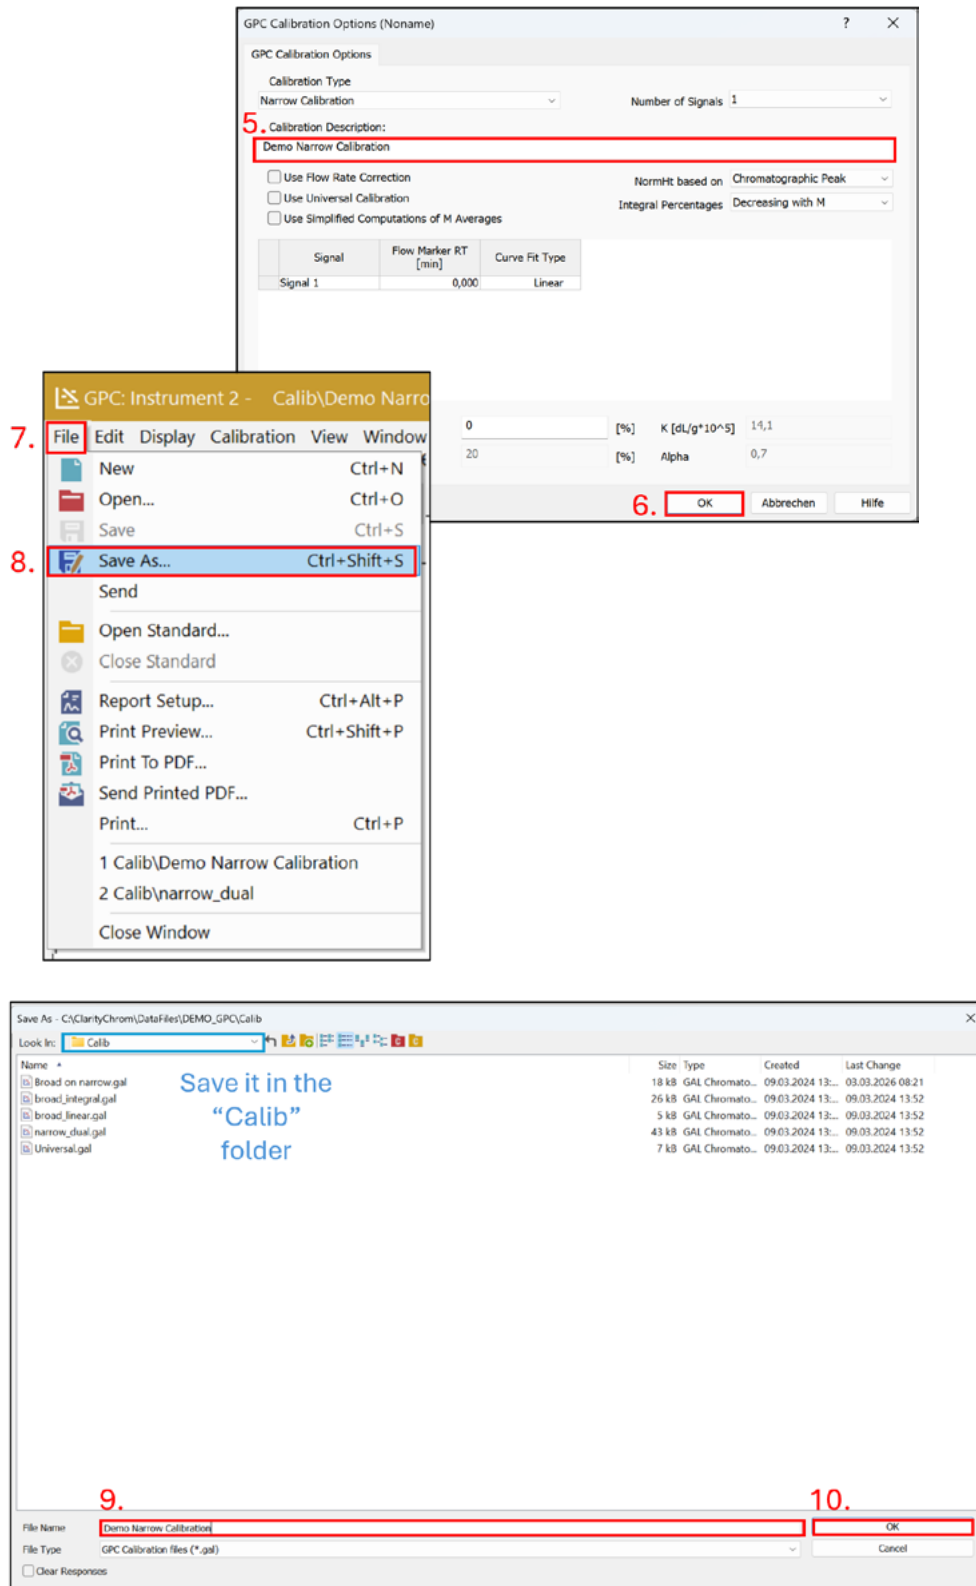 GPC Calibration Options (Noname) ? ×
GPC Calibration Options
Calibration Type
Narrow Calibration
Number of Signals 1
5. Calibration Description:
Demo Narrow Calibration
Use Flow Rate Correction
NormHt based on Chromatographic Peak
Use Universal Calibration
Integral Percentages Decreasing with M
Use Simplified Computations of M Averages
Signal Flow Marker RT [min] Curve Fit Type
Signal 1 0,000 Linear
0 [%] K [dL/g*10^5] 14,1
20 [%] Alpha 0,7
6. OK Abbrechen Hilfe
GPC: Instrument 2 - Calib\Demo Narro
7. File Edit Display Calibration View Window
New Ctrl+N
Open... Ctrl+O
Save Ctrl+S
8. Save As... Ctrl+Shift+S
Send
Open Standard...
Close Standard
Report Setup... Ctrl+Alt+P
Print Preview... Ctrl+Shift+P
Print To PDF...
Send Printed PDF...
Print... Ctrl+P
1 Calib\Demo Narrow Calibration
2 Calib\narrow_dual
Close Window
Save As - C:\ClarityChrom\DataFiles\DEMO_GPC\Calib ×
Look In: Calib
Name Size Type Created Last Change
Broad on narrow.gal 18 kB GAL Chromato... 09.03.2024 13:... 03.03.2026 08:21
broad_integral.gal 26 kB GAL Chromato... 09.03.2024 13:... 09.03.2024 13:52
broad_linear.gal 5 kB GAL Chromato... 09.03.2024 13:... 09.03.2024 13:52
narrow_dual.gal 43 kB GAL Chromato... 09.03.2024 13:... 09.03.2024 13:52
Universal.gal 7 kB GAL Chromato... 09.03.2024 13:... 09.03.2024 13:52
Save it in the
“Calib”
folder
9. 10.
File Name Demo Narrow Calibration OK
File Type GPC Calibration files (*.gal) Cancel
Clear Responses